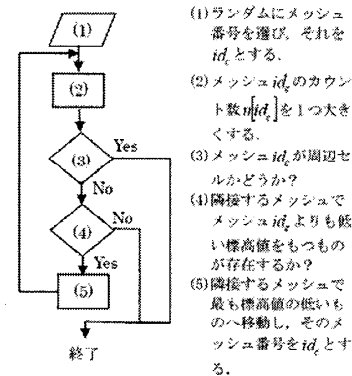 (1)
(2)
(3)
Yes
No
(4)
No
Yes
(5)
終了
(1)ランダムにメッシュ
番号を選び，それを
id_cとする．
(2)メッシュid_cのカウン
ト数n[id_c]を1つ大き
くする．
(3)メッシュid_cが周辺セ
ルかどうか？
(4)隣接するメッシュで
メッシュid_cよりも低
い標高値をもつもの
が存在するか？
(5)隣接するメッシュで
最も標高値の低いも
のへ移動し，そのメ
ッシュ番号をid_cとす
る．